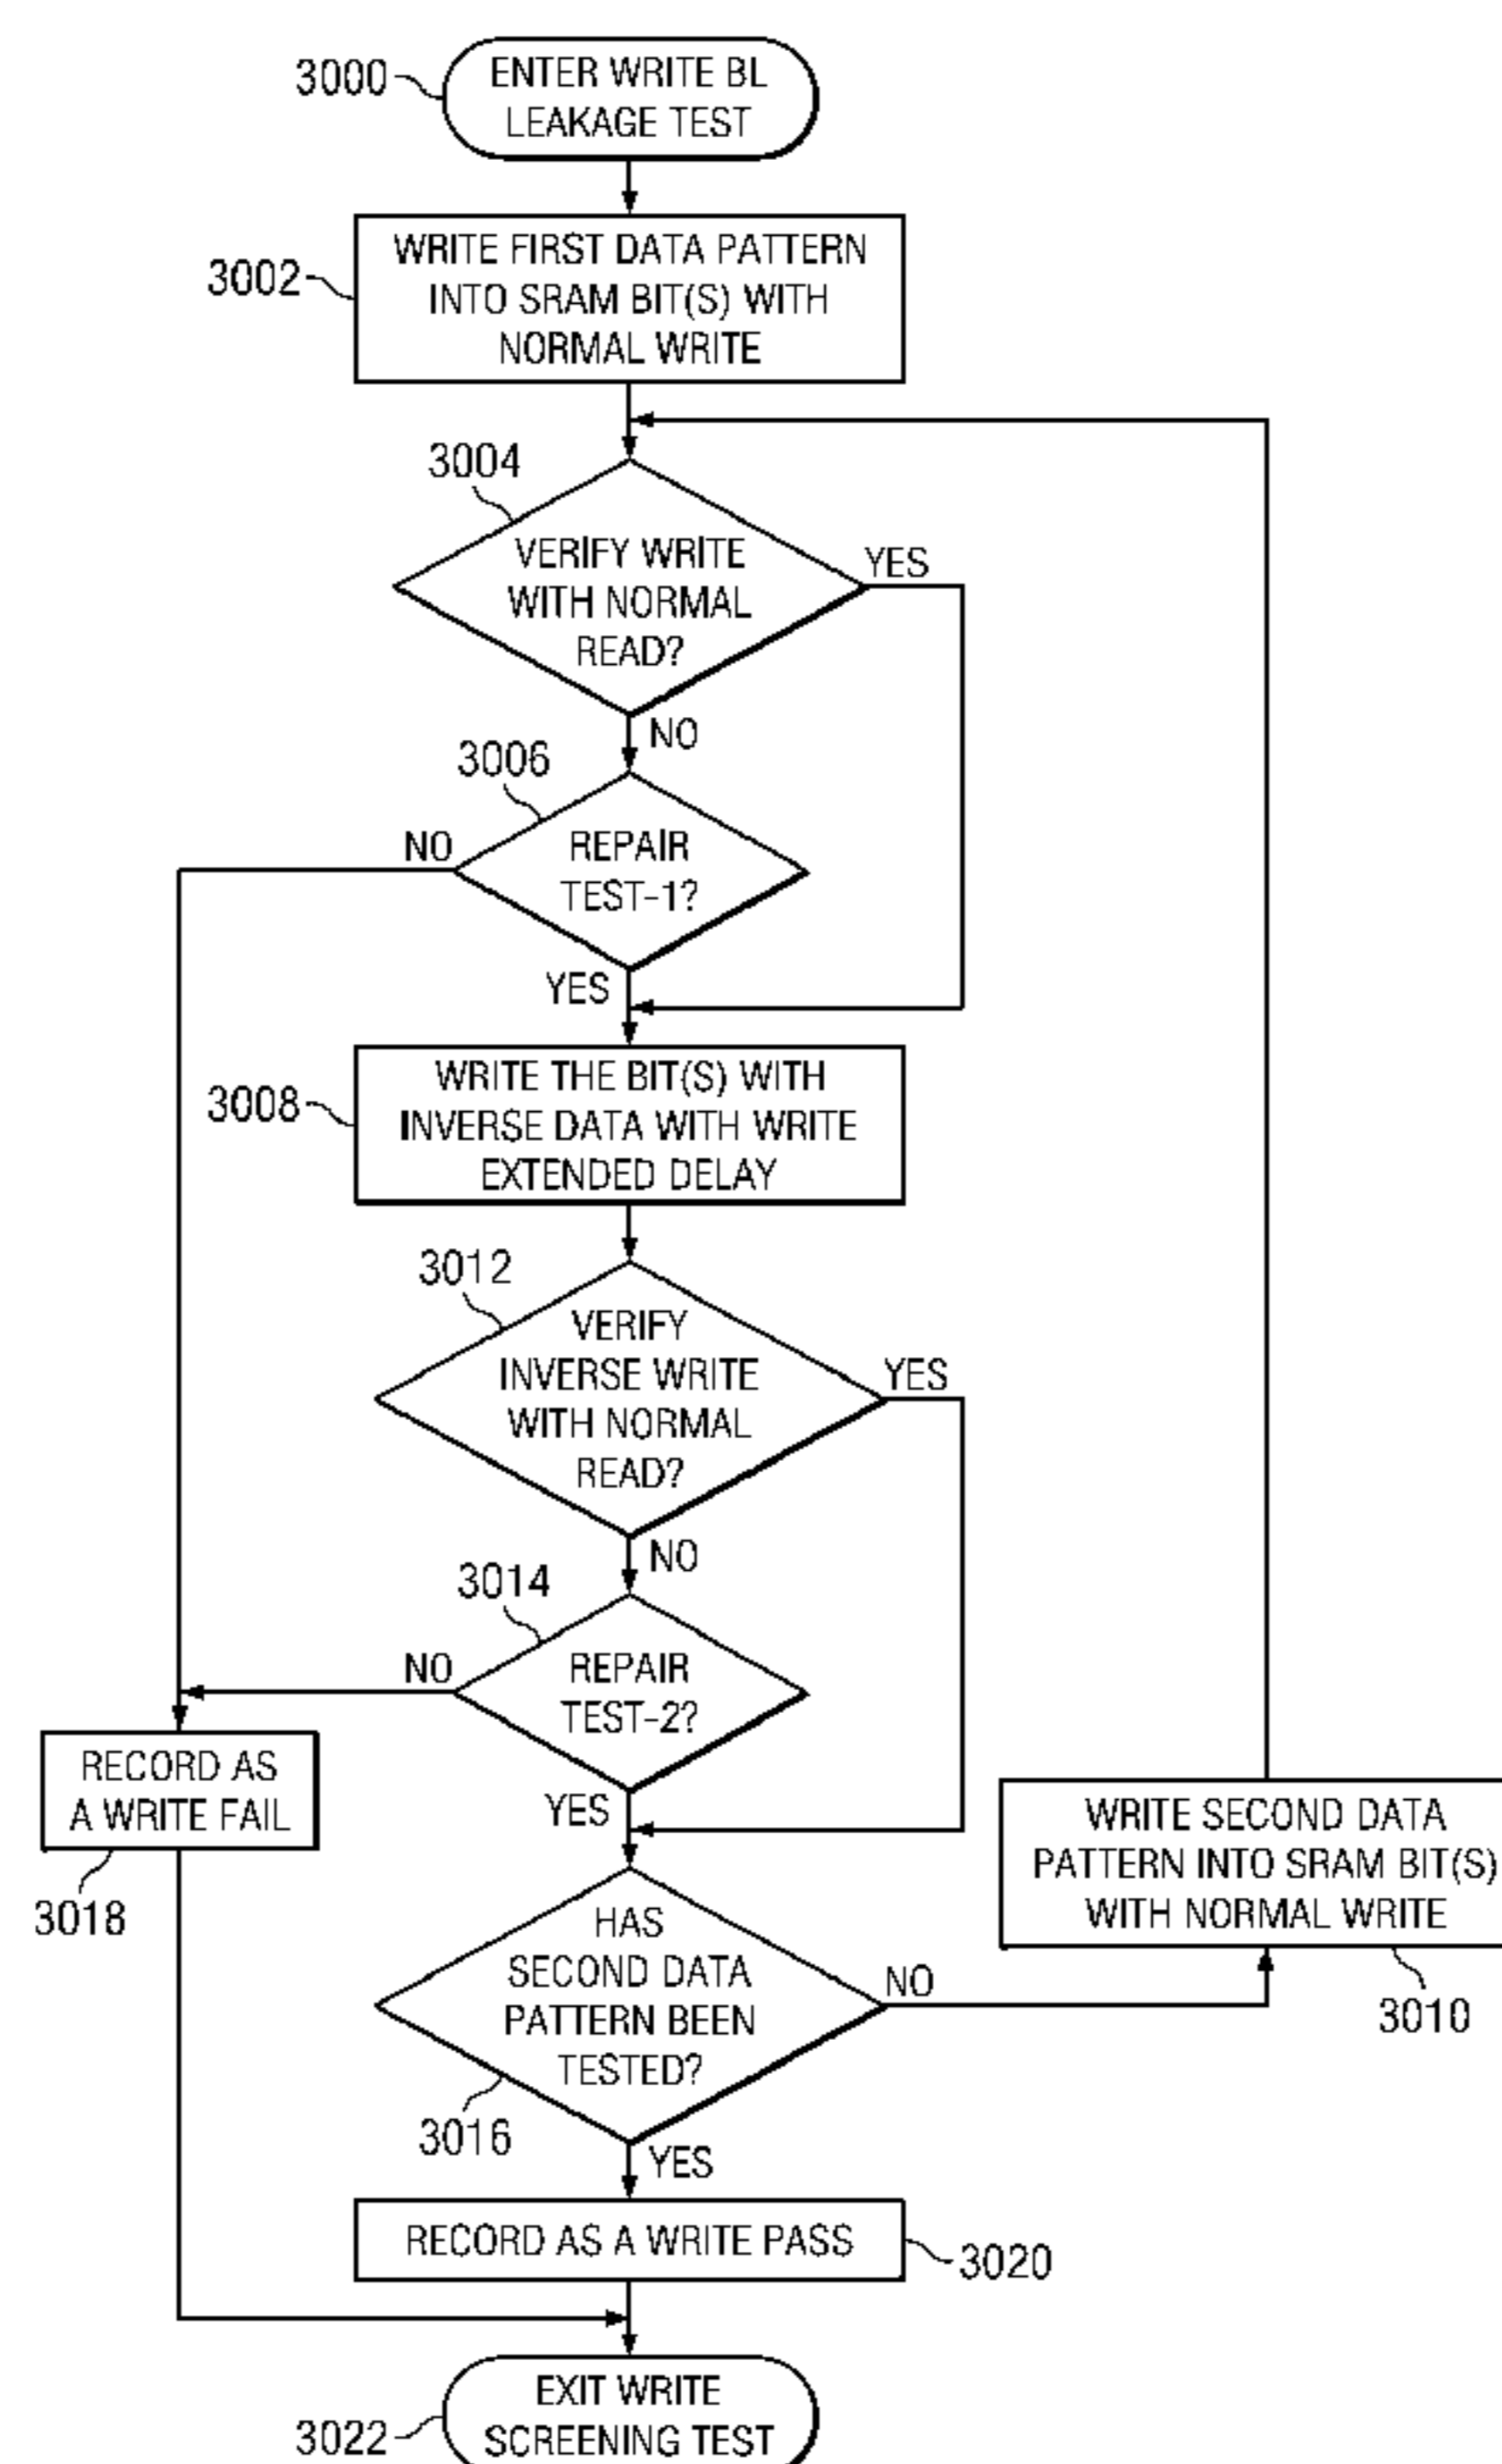 3000
ENTER WRITE BL
LEAKAGE TEST
3002
WRITE FIRST DATA PATTERN
INTO SRAM BIT(S) WITH
NORMAL WRITE
3004
VERIFY WRITE
WITH NORMAL
READ?
YES
NO
3006
REPAIR
TEST-1?
NO
YES
3008
WRITE THE BIT(S) WITH
INVERSE DATA WITH WRITE
EXTENDED DELAY
3012
VERIFY
INVERSE WRITE
WITH NORMAL
READ?
YES
NO
3014
REPAIR
TEST-2?
NO
YES
RECORD AS
A WRITE FAIL
3018
WRITE SECOND DATA
PATTERN INTO SRAM BIT(S)
WITH NORMAL WRITE
3010
HAS
SECOND DATA
PATTERN BEEN
TESTED?
NO
3016
YES
RECORD AS A WRITE PASS
3020
EXIT WRITE
SCREENING TEST
3022